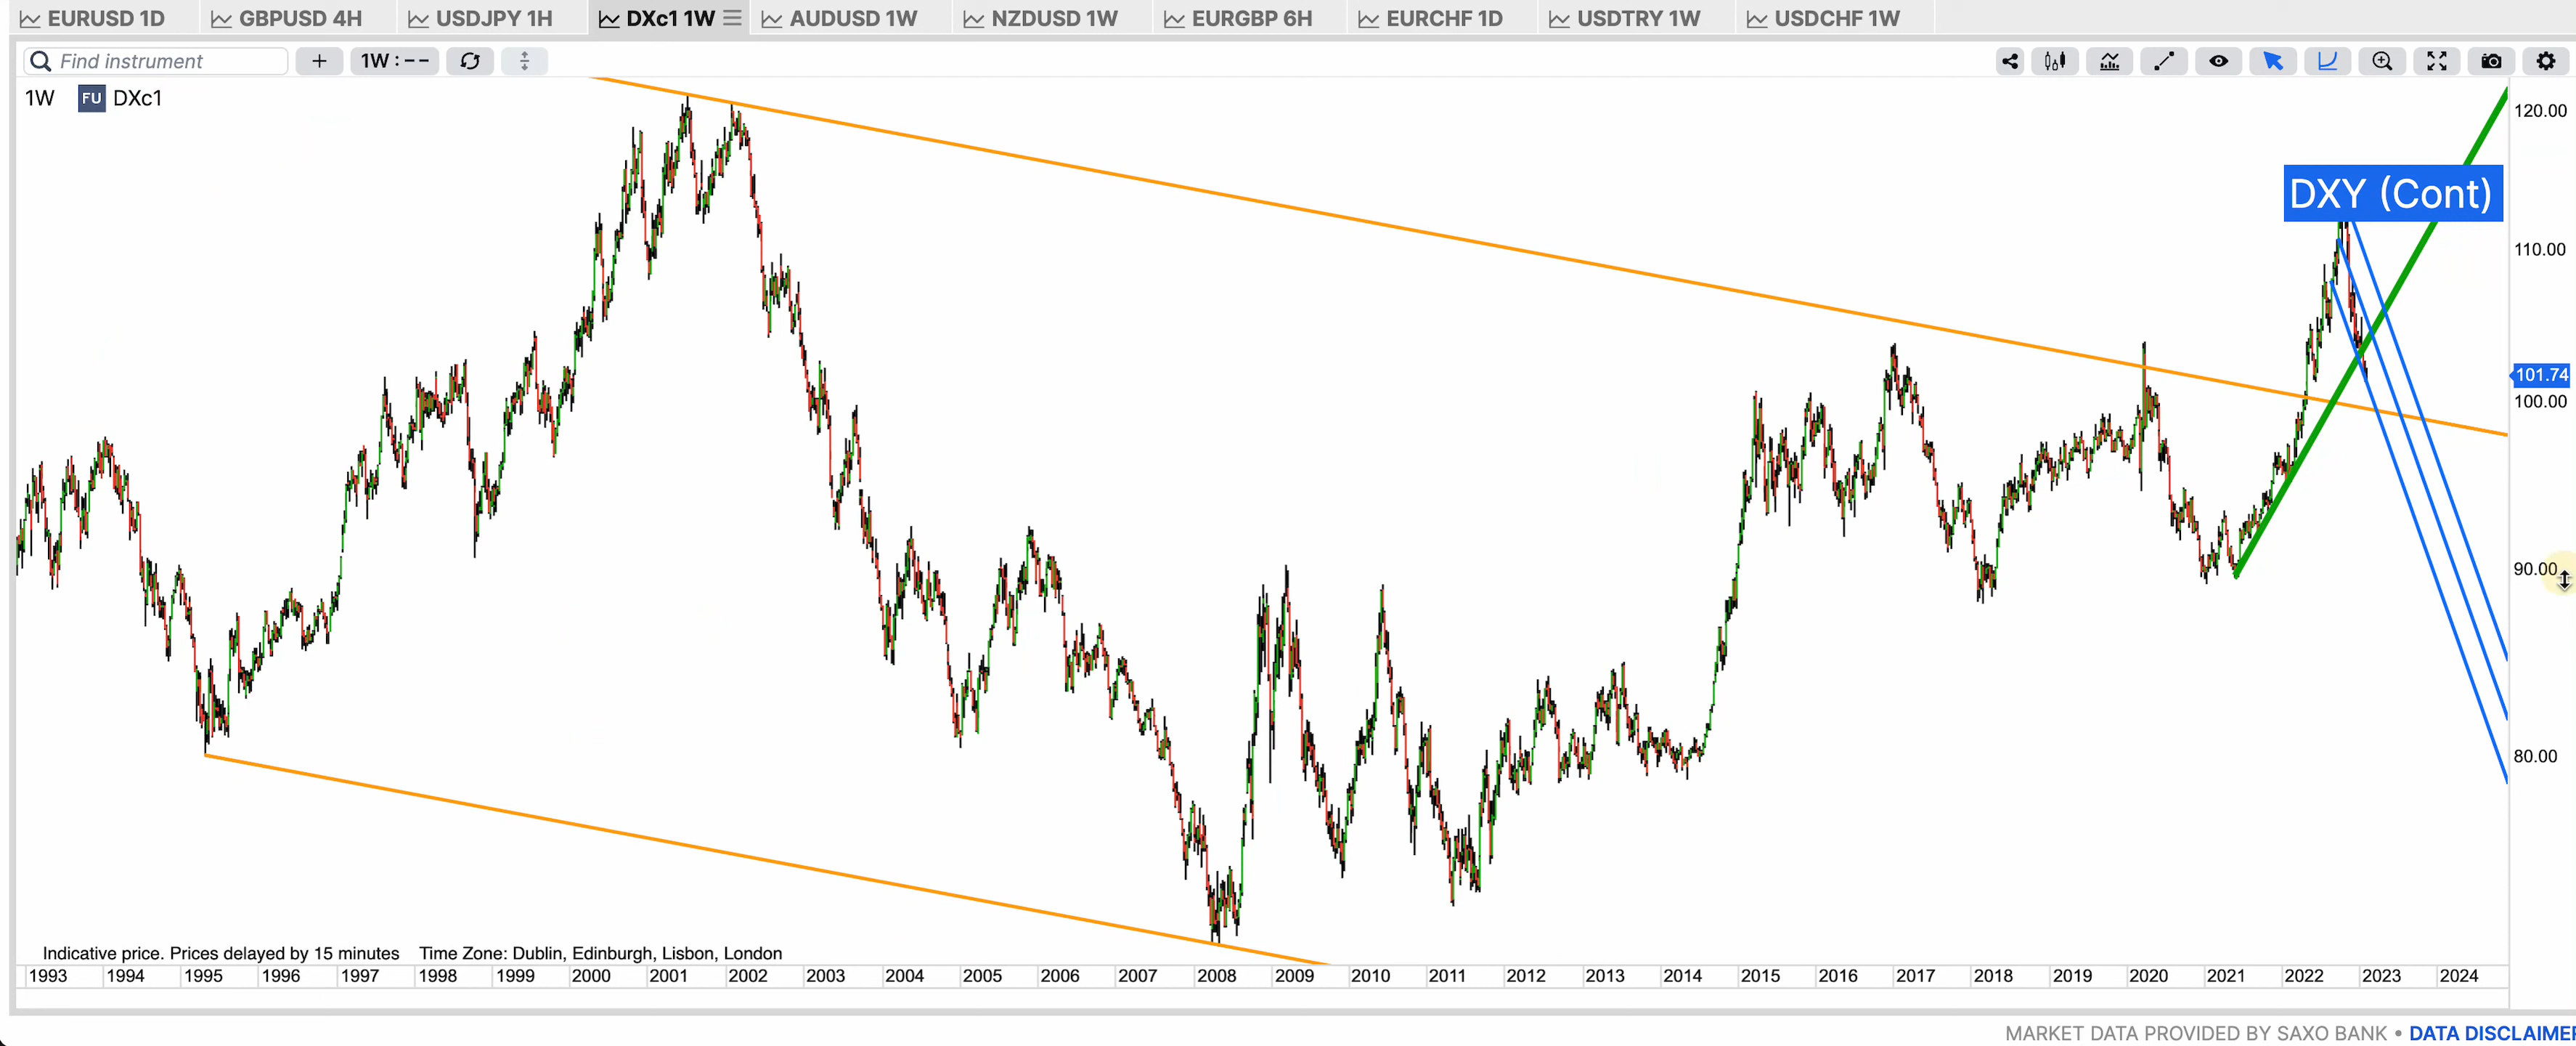 EURUSD 1D GBPUSD 4H USDJPY 1H DXc1 1W AUDUSD 1W NZDUSD 1W EURGBP 6H EURCHF 1D USDTRY 1W USDCHF 1W
Find instrument + 1W : --
1W FU DXc1
120.00
DXY (Cont)
110.00
101.74
100.00
90.00
80.00
Indicative price. Prices delayed by 15 minutes Time Zone: Dublin, Edinburgh, Lisbon, London
1993 1994 1995 1996 1997 1998 1999 2000 2001 2002 2003 2004 2005 2006 2007 2008 2009 2010 2011 2012 2013 2014 2015 2016 2017 2018 2019 2020 2021 2022 2023 2024
MARKET DATA PROVIDED BY SAXO BANK • DATA DISCLAIMER